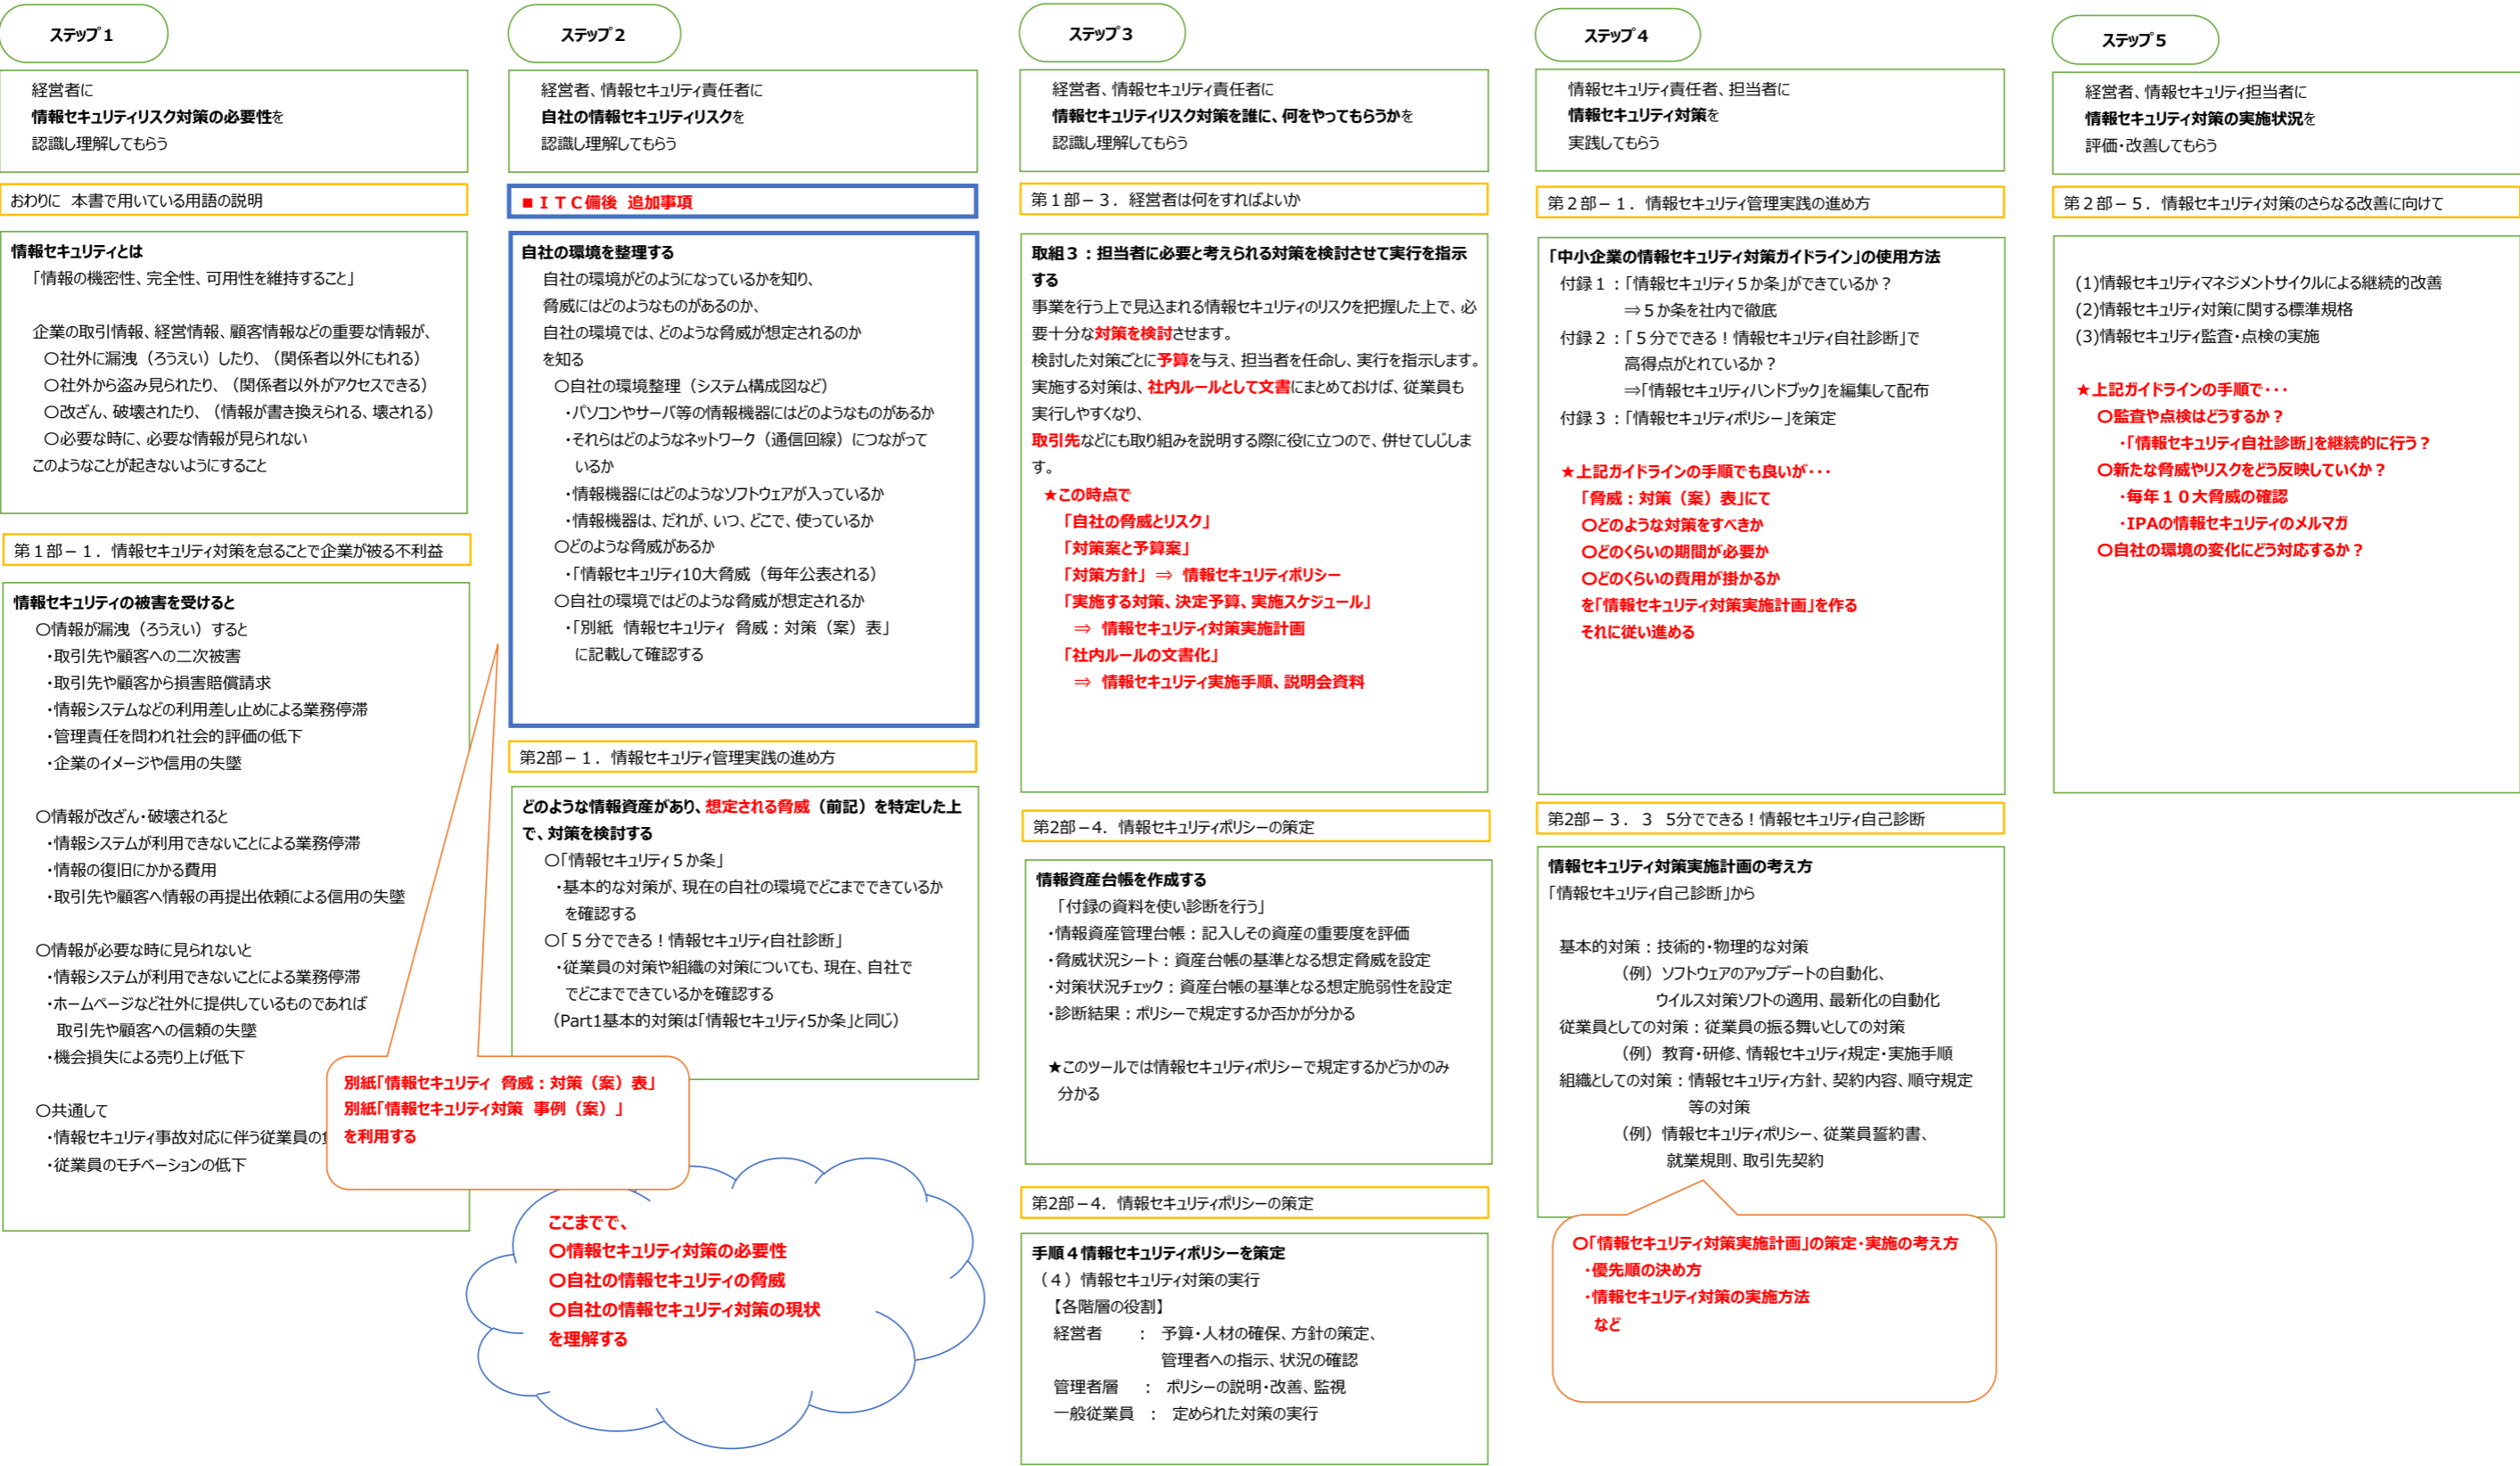 ステップ１
経営者に
情報セキュリティリスク対策の必要性を
認識し理解してもらう
おわりに　本書で用いている用語の説明
情報セキュリティとは
「情報の機密性、完全性、可用性を維持すること」
企業の取引情報、経営情報、顧客情報などの重要な情報が、
〇社外に漏洩（ろうえい）したり、（関係者以外にもれる）
〇社外から盗み見られたり、（関係者以外がアクセスできる）
〇改ざん、破壊されたり、（情報が書き換えられる、壊される）
〇必要な時に、必要な情報が見られない
このようなことが起きないようにすること
第１部－１．情報セキュリティ対策を怠ることで企業が被る不利益
情報セキュリティの被害を受けると
〇情報が漏洩（ろうえい）すると
・取引先や顧客への二次被害
・取引先や顧客から損害賠償請求
・情報システムなどの利用差し止めによる業務停滞
・管理責任を問われ社会的評価の低下
・企業のイメージや信用の失墜
〇情報が改ざん・破壊されると
・情報システムが利用できないことによる業務停滞
・情報の復旧にかかる費用
・取引先や顧客へ情報の再提出依頼による信用の失墜
〇情報が必要な時に見られないと
・情報システムが利用できないことによる業務停滞
・ホームページなど社外に提供しているものであれば
取引先や顧客への信頼の失墜
・機会損失による売り上げ低下
〇共通して
・情報セキュリティ事故対応に伴う従業員の
・従業員のモチベーションの低下
ステップ２
経営者、情報セキュリティ責任者に
自社の情報セキュリティリスクを
認識し理解してもらう
■ＩＴＣ備後　追加事項
自社の環境を整理する
自社の環境がどのようになっているかを知り、
脅威にはどのようなものがあるのか、
自社の環境では、どのような脅威が想定されるのか
を知る
〇自社の環境整理（システム構成図など）
・パソコンやサーバ等の情報機器にはどのようなものがあるか
・それらはどのようなネットワーク（通信回線）につながって
いるか
・情報機器にはどのようなソフトウェアが入っているか
・情報機器は、だれが、いつ、どこで、使っているか
〇どのような脅威があるか
・「情報セキュリティ10大脅威（毎年公表される）
〇自社の環境ではどのような脅威が想定されるか
・「別紙　情報セキュリティ　脅威：対策（案）表」
に記載して確認する
第2部－１．情報セキュリティ管理実践の進め方
どのような情報資産があり、想定される脅威（前記）を特定した上
で、対策を検討する
〇「情報セキュリティ５か条」
・基本的な対策が、現在の自社の環境でどこまでできているか
を確認する
〇「５分でできる！情報セキュリティ自社診断」
・従業員の対策や組織の対策についても、現在、自社で
でどこまでできているかを確認する
（Part1基本的対策は「情報セキュリティ5か条」と同じ）
別紙「情報セキュリティ　脅威：対策（案）表」
別紙「情報セキュリティ対策　事例（案）」
を利用する
ここまでで、
〇情報セキュリティ対策の必要性
〇自社の情報セキュリティの脅威
〇自社の情報セキュリティ対策の現状
を理解する
ステップ３
経営者、情報セキュリティ責任者に
情報セキュリティリスク対策を誰に、何をやってもらうかを
認識し理解してもらう
第１部－３．経営者は何をすればよいか
取組３：担当者に必要と考えられる対策を検討させて実行を指示
する
事業を行う上で見込まれる情報セキュリティのリスクを把握した上で、必
要十分な対策を検討させます。
検討した対策ごとに予算を与え、担当者を任命し、実行を指示します。
実施する対策は、社内ルールとして文書にまとめておけば、従業員も
実行しやすくなり、
取引先などにも取り組みを説明する際に役に立つので、併せてしじしま
す。
★この時点で
「自社の脅威とリスク」
「対策案と予算案」
「対策方針」⇒　情報セキュリティポリシー
「実施する対策、決定予算、実施スケジュール」
⇒　情報セキュリティ対策実施計画
「社内ルールの文書化」
⇒　情報セキュリティ実施手順、説明会資料
第2部－4．情報セキュリティポリシーの策定
情報資産台帳を作成する
「付録の資料を使い診断を行う」
・情報資産管理台帳：記入しその資産の重要度を評価
・脅威状況シート：資産台帳の基準となる想定脅威を設定
・対策状況チェック：資産台帳の基準となる想定脆弱性を設定
・診断結果：ポリシーで規定するか否かが分かる
★このツールでは情報セキュリティポリシーで規定するかどうかのみ
分かる
第2部－4．情報セキュリティポリシーの策定
手順４情報セキュリティポリシーを策定
（４）情報セキュリティ対策の実行
【各階層の役割】
経営者　　：　予算・人材の確保、方針の策定、
管理者への指示、状況の確認
管理者層　：　ポリシーの説明・改善、監視
一般従業員　：　定められた対策の実行
ステップ４
情報セキュリティ責任者、担当者に
情報セキュリティ対策を
実践してもらう
第２部－１．情報セキュリティ管理実践の進め方
「中小企業の情報セキュリティ対策ガイドライン」の使用方法
付録１：「情報セキュリティ５か条」ができているか？
⇒５か条を社内で徹底
付録２：「５分でできる！情報セキュリティ自社診断」で
高得点がとれているか？
⇒「情報セキュリティハンドブック」を編集して配布
付録３：「情報セキュリティポリシー」を策定
★上記ガイドラインの手順でも良いが・・・
「脅威：対策（案）表」にて
〇どのような対策をすべきか
〇どのくらいの期間が必要か
〇どのくらいの費用が掛かるか
を「情報セキュリティ対策実施計画」を作る
それに従い進める
第2部－３．３　5分でできる！情報セキュリティ自己診断
情報セキュリティ対策実施計画の考え方
「情報セキュリティ自己診断」から
基本的対策：技術的・物理的な対策
（例）ソフトウェアのアップデートの自動化、
ウイルス対策ソフトの適用、最新化の自動化
従業員としての対策：従業員の振る舞いとしての対策
（例）教育・研修、情報セキュリティ規定・実施手順
組織としての対策：情報セキュリティ方針、契約内容、順守規定
等の対策
（例）情報セキュリティポリシー、従業員誓約書、
就業規則、取引先契約
〇「情報セキュリティ対策実施計画」の策定・実施の考え方
・優先順の決め方
・情報セキュリティ対策の実施方法
など
ステップ５
経営者、情報セキュリティ担当者に
情報セキュリティ対策の実施状況を
評価・改善してもらう
第２部－５．情報セキュリティ対策のさらなる改善に向けて
(1)情報セキュリティマネジメントサイクルによる継続的改善
(2)情報セキュリティ対策に関する標準規格
(3)情報セキュリティ監査・点検の実施
★上記ガイドラインの手順で・・・
〇監査や点検はどうするか？
・「情報セキュリティ自社診断」を継続的に行う？
〇新たな脅威やリスクをどう反映していくか？
・毎年１０大脅威の確認
・IPAの情報セキュリティのメルマガ
〇自社の環境の変化にどう対応するか？